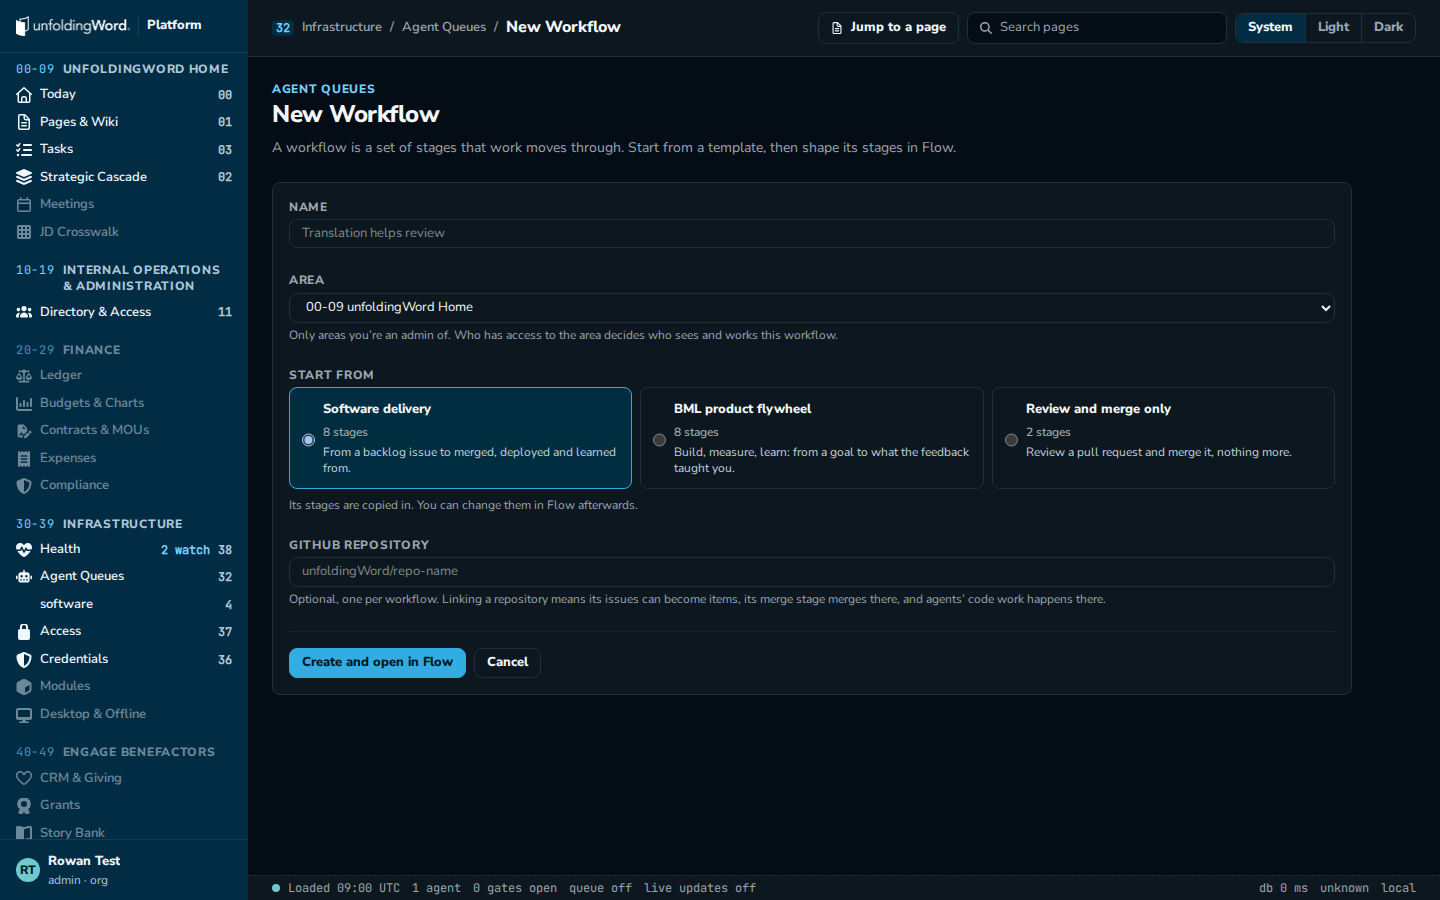 unfoldingWord. Platform
00-09 UNFOLDINGWORD HOME
Today 00
Pages & Wiki 01
Tasks 03
Strategic Cascade 02
Meetings
JD Crosswalk
10-19 INTERNAL OPERATIONS
& ADMINISTRATION
Directory & Access 11
20-29 FINANCE
Ledger
Budgets & Charts
Contracts & MOUs
Expenses
Compliance
30-39 INFRASTRUCTURE
Health 2 watch 38
Agent Queues 32
software 4
Access 37
Credentials 36
Modules
Desktop & Offline
40-49 ENGAGE BENEFACTORS
CRM & Giving
Grants
Story Bank
RT Rowan Test
admin · org
32 Infrastructure / Agent Queues / New Workflow
Jump to a page
Search pages
System Light Dark
AGENT QUEUES
New Workflow
A workflow is a set of stages that work moves through. Start from a template, then shape its stages in Flow.
NAME
Translation helps review
AREA
00-09 unfoldingWord Home
Only areas you're an admin of. Who has access to the area decides who sees and works this workflow.
START FROM
Software delivery
8 stages
From a backlog issue to merged, deployed and learned
from.
BML product flywheel
8 stages
Build, measure, learn: from a goal to what the feedback
taught you.
Review and merge only
2 stages
Review a pull request and merge it, nothing more.
Its stages are copied in. You can change them in Flow afterwards.
GITHUB REPOSITORY
unfoldingWord/repo-name
Optional, one per workflow. Linking a repository means its issues can become items, its merge stage merges there, and agents' code work happens there.
Create and open in Flow
Cancel
Loaded 09:00 UTC 1 agent 0 gates open queue off live updates off
db 0 ms unknown local